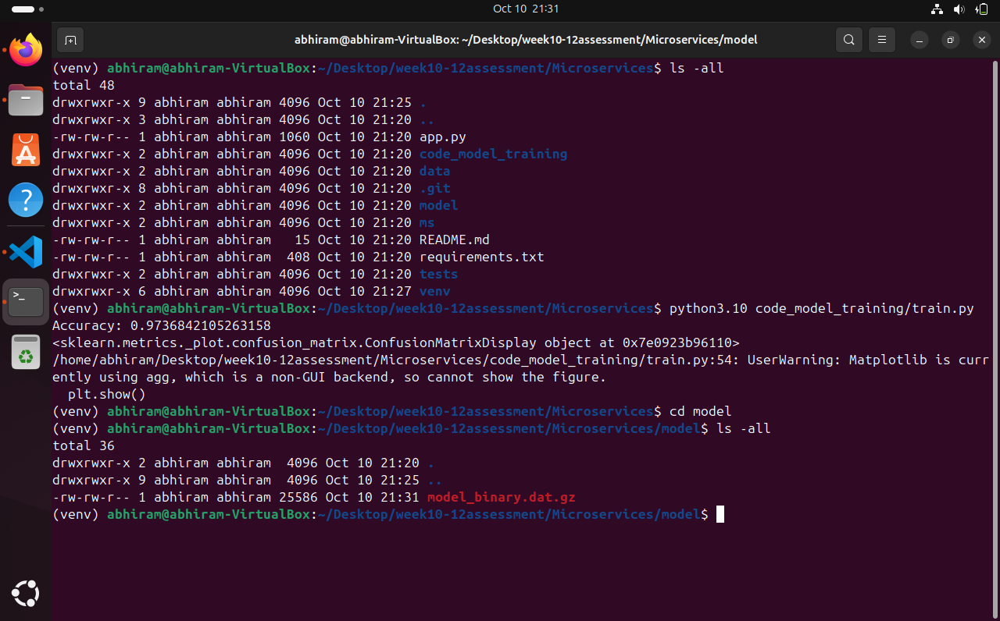 Oct 10 21:31
abhiram@abhiram-VirtualBox: ~/Desktop/week10-12assessment/Microservices/model
(venv) abhiram@abhiram-VirtualBox:~/Desktop/week10-12assessment/Microservices$ ls -all
total 48
drwxrwxr-x 9 abhiram abhiram 4096 Oct 10 21:25 .
drwxrwxr-x 3 abhiram abhiram 4096 Oct 10 21:20 ..
-rw-rw-r-- 1 abhiram abhiram 1060 Oct 10 21:20 app.py
drwxrwxr-x 2 abhiram abhiram 4096 Oct 10 21:20 code_model_training
drwxrwxr-x 2 abhiram abhiram 4096 Oct 10 21:20 data
drwxrwxr-x 8 abhiram abhiram 4096 Oct 10 21:20 .git
drwxrwxr-x 2 abhiram abhiram 4096 Oct 10 21:20 model
drwxrwxr-x 2 abhiram abhiram 4096 Oct 10 21:20 ms
-rw-rw-r-- 1 abhiram abhiram   15 Oct 10 21:20 README.md
-rw-rw-r-- 1 abhiram abhiram  408 Oct 10 21:20 requirements.txt
drwxrwxr-x 2 abhiram abhiram 4096 Oct 10 21:20 tests
drwxrwxr-x 6 abhiram abhiram 4096 Oct 10 21:27 venv
(venv) abhiram@abhiram-VirtualBox:~/Desktop/week10-12assessment/Microservices$ python3.10 code_model_training/train.py
Accuracy: 0.9736842105263158
<sklearn.metrics._plot.confusion_matrix.ConfusionMatrixDisplay object at 0x7e0923b96110>
/home/abhiram/Desktop/week10-12assessment/Microservices/code_model_training/train.py:54: UserWarning: Matplotlib is curr
ently using agg, which is a non-GUI backend, so cannot show the figure.
  plt.show()
(venv) abhiram@abhiram-VirtualBox:~/Desktop/week10-12assessment/Microservices$ cd model
(venv) abhiram@abhiram-VirtualBox:~/Desktop/week10-12assessment/Microservices/model$ ls -all
total 36
drwxrwxr-x 2 abhiram abhiram  4096 Oct 10 21:20 .
drwxrwxr-x 9 abhiram abhiram  4096 Oct 10 21:25 ..
-rw-rw-r-- 1 abhiram abhiram 25586 Oct 10 21:31 model_binary.dat.gz
(venv) abhiram@abhiram-VirtualBox:~/Desktop/week10-12assessment/Microservices/model$